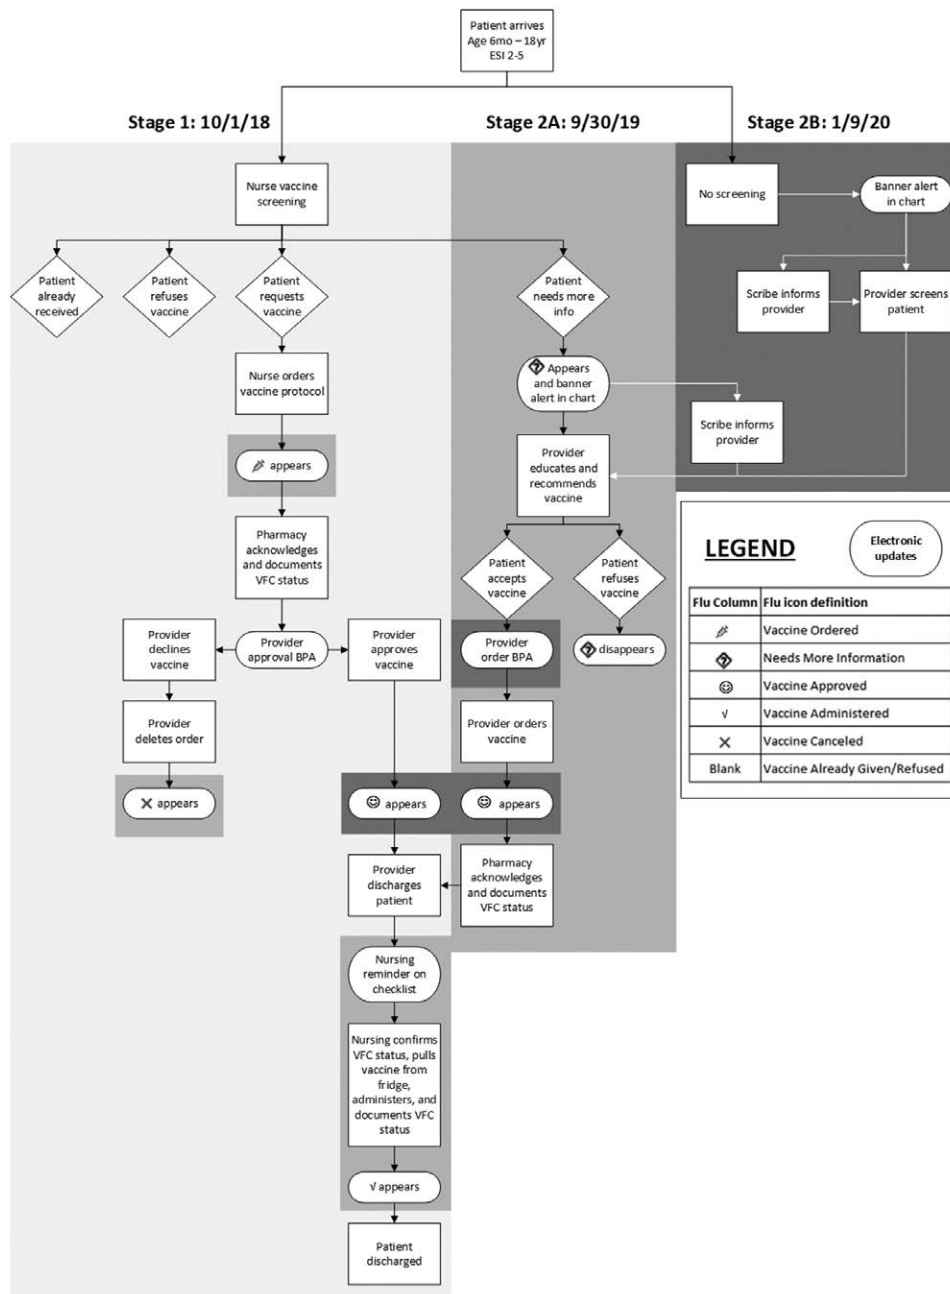 Patient arrives
Age 6mo – 18yr
ESI 2-5
Stage 1: 10/1/18
Stage 2A: 9/30/19
Stage 2B: 1/9/20
Nurse vaccine
screening
No screening
Banner alert
in chart
Patient
already
received
Patient
refuses
vaccine
Patient
requests
vaccine
Patient
needs more
info
Scribe informs
provider
Provider screens
patient
Nurse orders
vaccine protocol
? Appears
and banner
alert in chart
Scribe informs
provider
appears
Provider
educates and
recommends
vaccine
Pharmacy
acknowledges
and documents
VFC status
Patient
accepts
vaccine
Patient
refuses
vaccine
Provider
declines
vaccine
Provider
approval BPA
Provider
approves
vaccine
Provider
order BPA
? disappears
Provider
deletes order
Provider orders
vaccine
✕ appears
☺ appears
☺ appears
Provider
discharges
patient
Pharmacy
acknowledges
and documents
VFC status
Nursing
reminder on
checklist
Nursing confirms
VFC status, pulls
vaccine from
fridge,
administers, and
documents VFC
status
√ appears
Patient
discharged
LEGEND
Electronic
updates
Flu Column Flu icon definition
Vaccine Ordered
? Needs More Information
☺ Vaccine Approved
√ Vaccine Administered
✕ Vaccine Canceled
Blank Vaccine Already Given/Refused